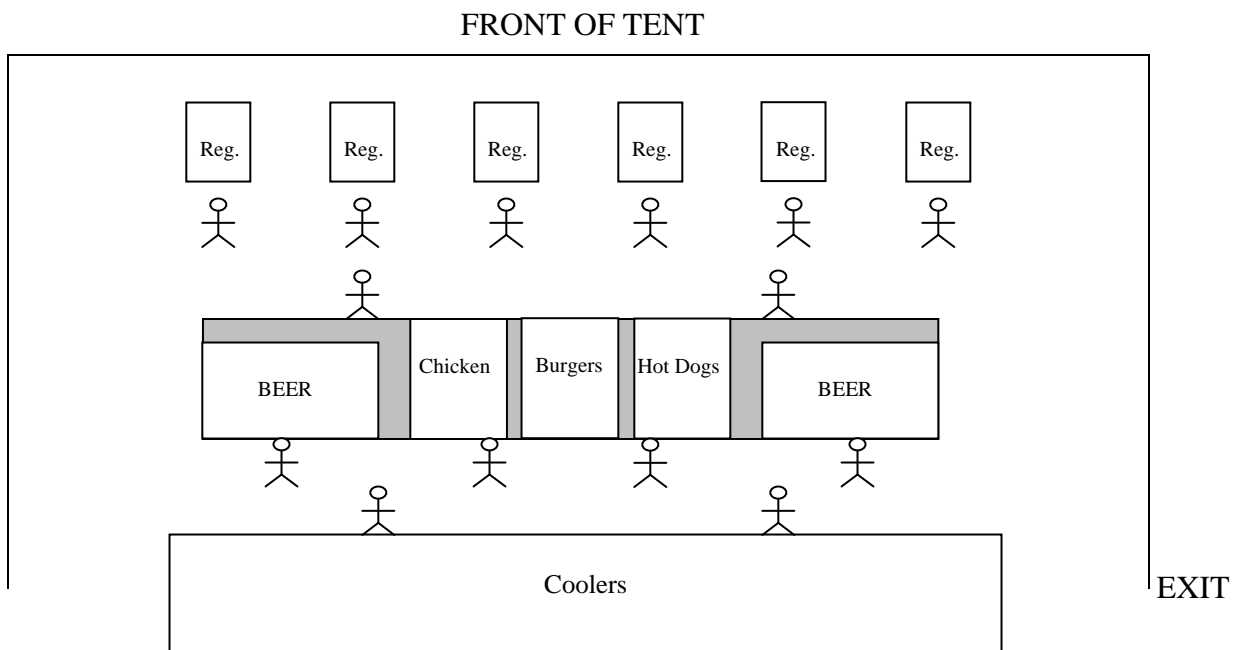 FRONT OF TENT
Reg. Reg. Reg. Reg. Reg. Reg.
Chicken Burgers Hot Dogs
BEER BEER
Coolers
EXIT